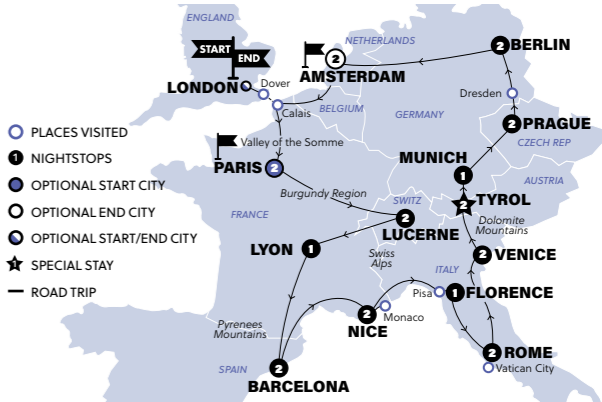 ENGLAND
START
END
NETHERLANDS
2
BERLIN
2
AMSTERDAM
LONDON
Dover
Calais
BELGIUM
Dresden
GERMANY
2
PRAGUE
CZECH REP
PLACES VISITED
1 NIGHTSTOPS
OPTIONAL START CITY
OPTIONAL END CITY
OPTIONAL START/END CITY
1 SPECIAL STAY
ROAD TRIP
Valley of the Somme
PARIS
2
MUNICH
1
AUSTRIA
Burgundy Region
SWITZ
2
TYROL
FRANCE
2
LUCERNE
Dolomite
Mountains
LYON
1
Swiss
Alps
2
VENICE
ITALY
Pisa
1
FLORENCE
2
NICE
Monaco
Pyrenees
Mountains
2
ROME
Vatican City
SPAIN
2
BARCELONA